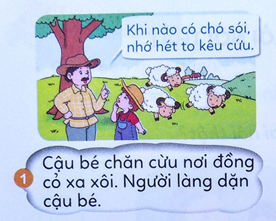 Khi nào có chó sói,
nhớ hét to kêu cứu.
1
Cậu bé chăn cừu nơi đồng
cỏ xa xôi. Người làng dặn
cậu bé.